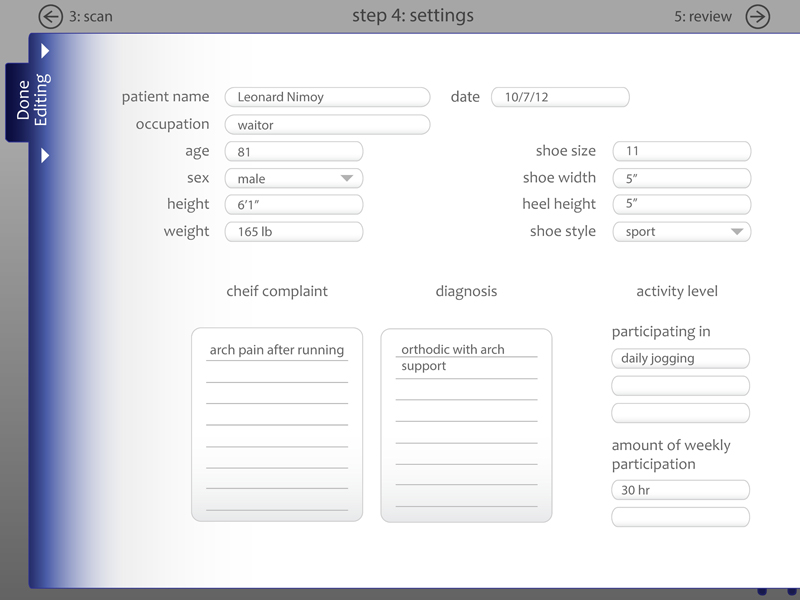 3: scan
step 4: settings
5: review
Done
Editing
patient name Leonard Nimoy date 10/7/12
occupation waitor
age 81 shoe size 11
sex male shoe width 5”
height 6’1” heel height 5”
weight 165 lb shoe style sport
cheif complaint diagnosis activity level
participating in
arch pain after running orthodic with arch daily jogging
support
amount of weekly
participation
30 hr